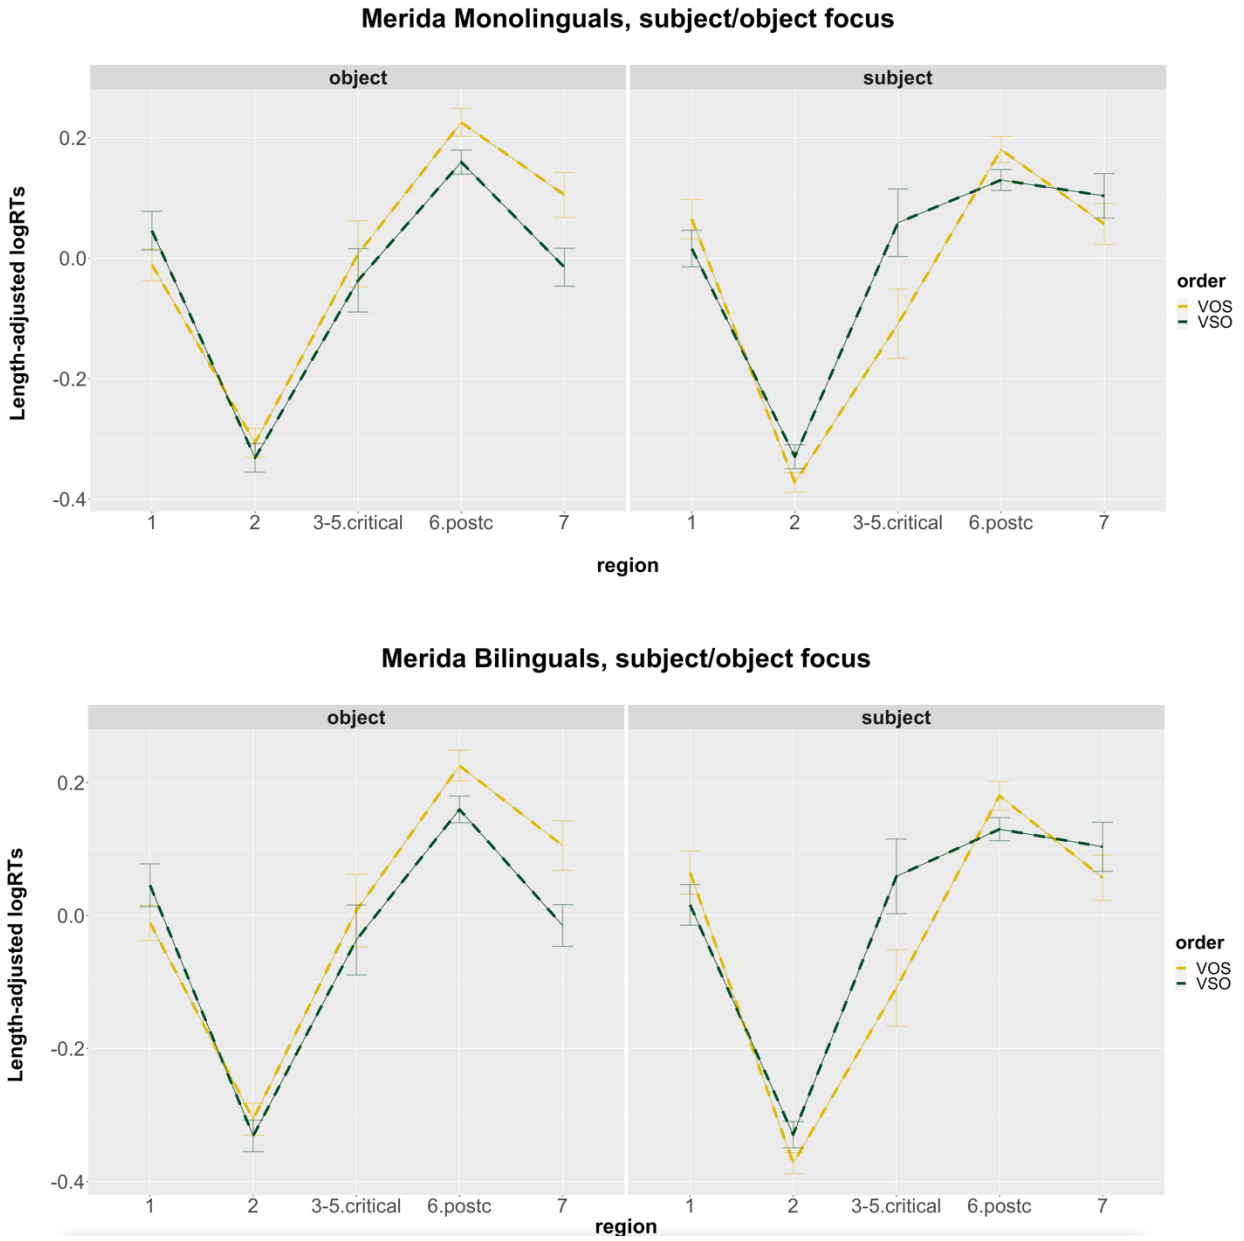 Merida Monolinguals, subject/object focus
object subject
Length-adjusted logRTs
0.2
0.0
-0.2
-0.4
1 2 3-5.critical 6.postc 7 1 2 3-5.critical 6.postc 7
region
order
VOS
VSO
Merida Bilinguals, subject/object focus
object subject
Length-adjusted logRTs
0.2
0.0
-0.2
-0.4
1 2 3-5.critical 6.postc 7 1 2 3-5.critical 6.postc 7
region
order
VOS
VSO